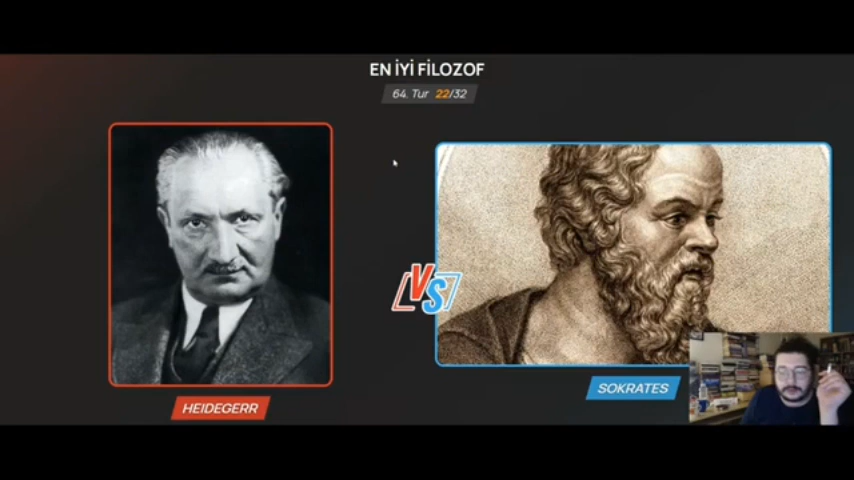 EN İYİ FİLOZOF
64. Tur 22/32
VS
HEIDEGERR
SOKRATES